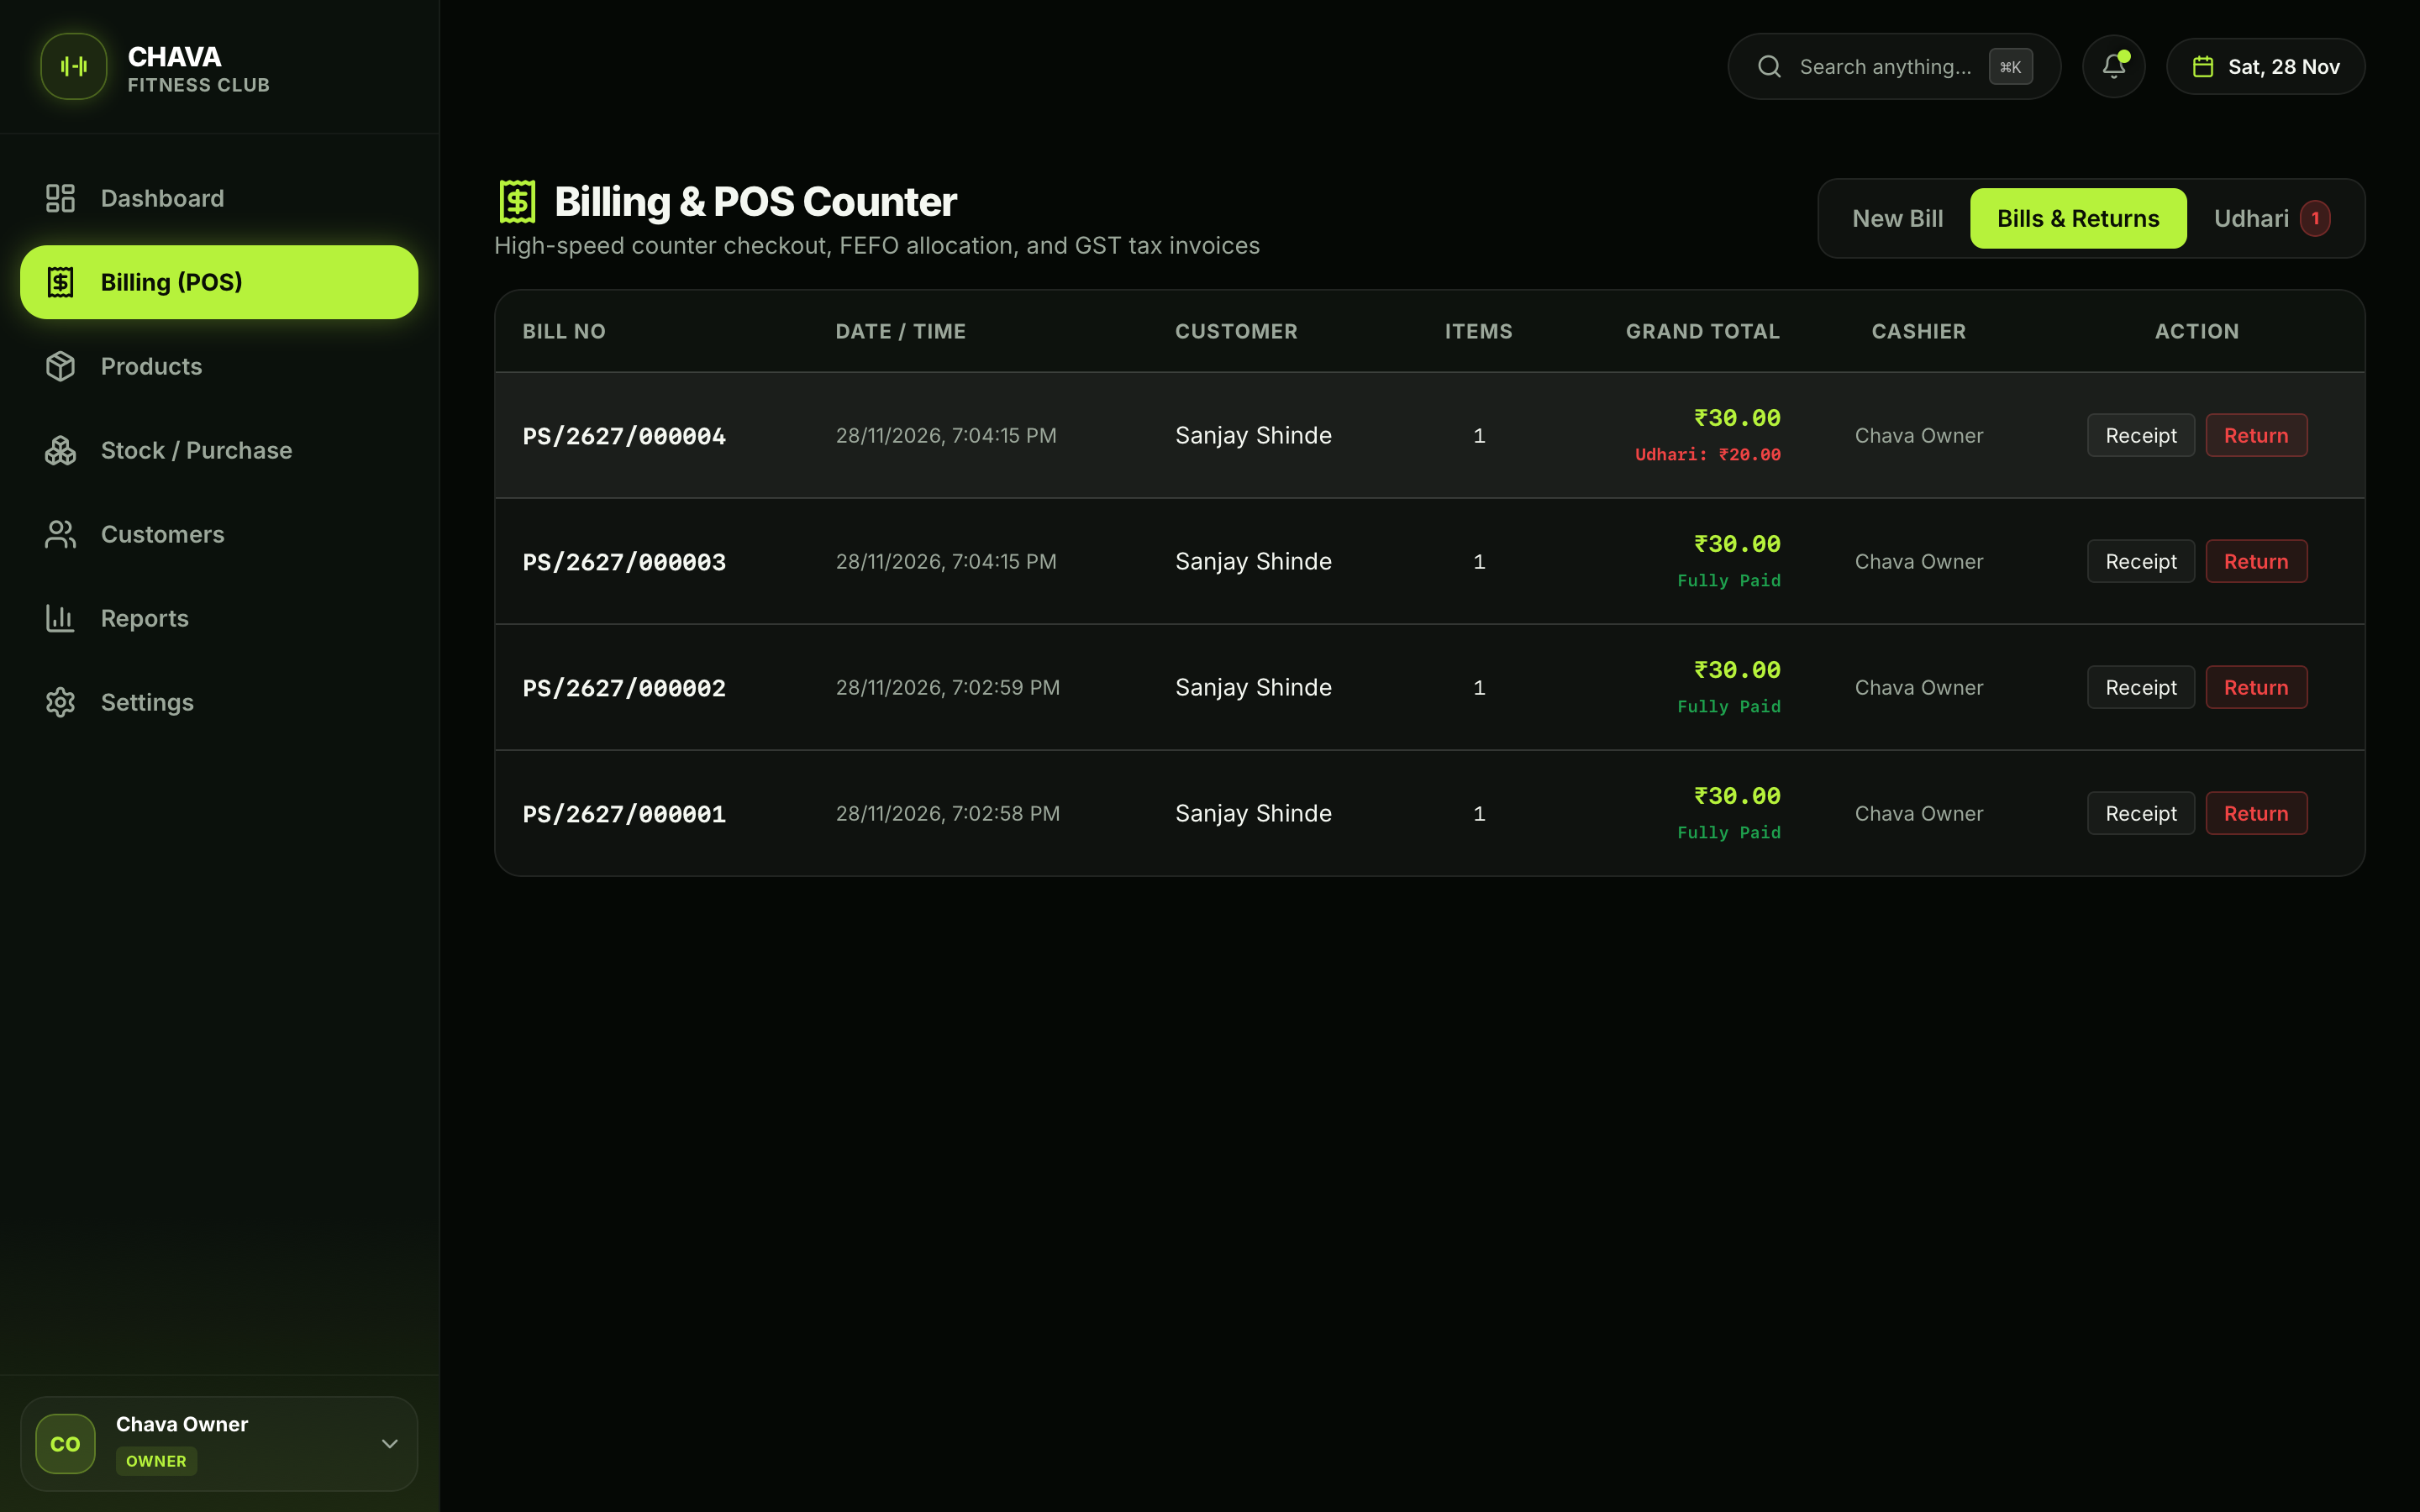 CHAVA
FITNESS CLUB
Search anything... ⌘K
Sat, 28 Nov
Dashboard
Billing (POS)
Products
Stock / Purchase
Customers
Reports
Settings
Billing & POS Counter
High-speed counter checkout, FEFO allocation, and GST tax invoices
New Bill Bills & Returns Udhari 1
BILL NO DATE / TIME CUSTOMER ITEMS GRAND TOTAL CASHIER ACTION
PS/2627/000004 28/11/2026, 7:04:15 PM Sanjay Shinde 1 ₹30.00 Chava Owner Receipt Return
Udhari: ₹20.00
PS/2627/000003 28/11/2026, 7:04:15 PM Sanjay Shinde 1 ₹30.00 Chava Owner Receipt Return
Fully Paid
PS/2627/000002 28/11/2026, 7:02:59 PM Sanjay Shinde 1 ₹30.00 Chava Owner Receipt Return
Fully Paid
PS/2627/000001 28/11/2026, 7:02:58 PM Sanjay Shinde 1 ₹30.00 Chava Owner Receipt Return
Fully Paid
CO
Chava Owner
OWNER